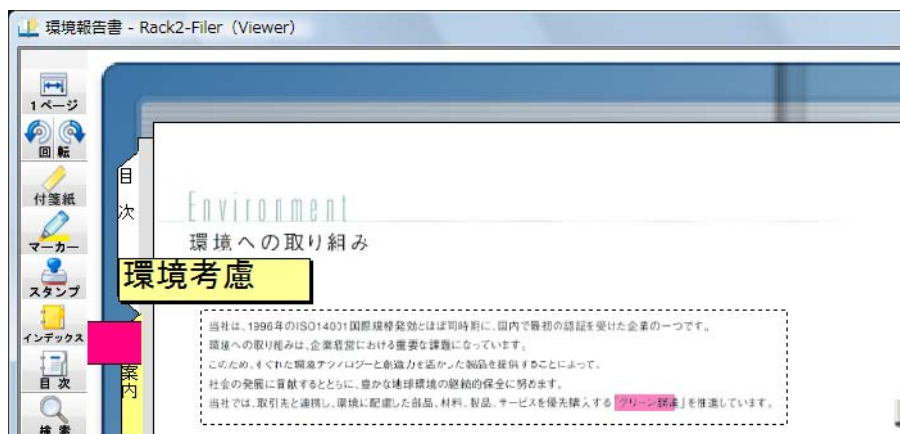 環境報告書 - Rack2-Filer（Viewer）
1ページ
回転
付箋紙
マーカー
スタンプ
インデックス
目次
検索
目次
環境考慮
案内
Environment
環境への取り組み
当社は、1996年のISO14001国際規格発効とほぼ同時期に、国内で最初の認証を受けた企業の一つです。
環境への取り組みは、企業経営における重要な課題になっています。
このため、すぐれた環境テクノロジーと創造力を活かした製品を提供することによって、
社会の発展に貢献するとともに、豊かな地球環境の継続的保全に努めます。
当社では、取引先と連携し、環境に配慮した部品、材料、製品、サービスを優先購入する「グリーン調達」を推進しています。